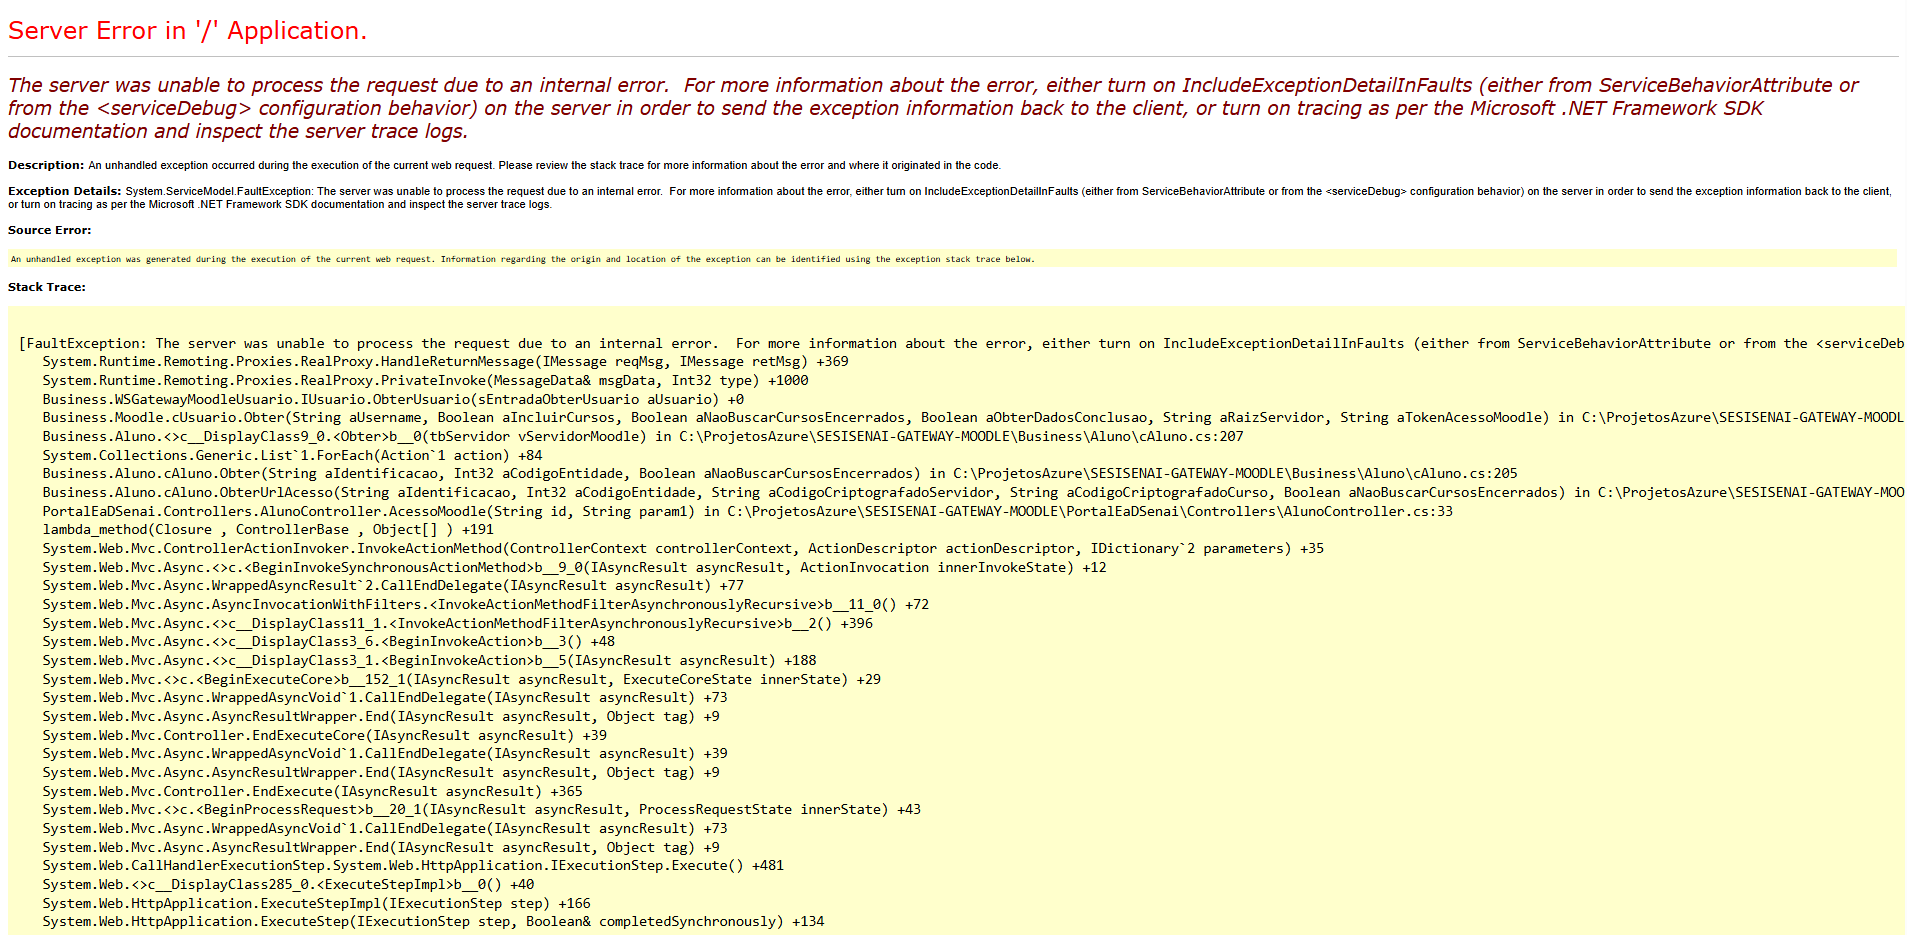 Server Error in '/' Application.
The server was unable to process the request due to an internal error.  For more information about the error, either turn on IncludeExceptionDetailInFaults (either from ServiceBehaviorAttribute or
from the <serviceDebug> configuration behavior) on the server in order to send the exception information back to the client, or turn on tracing as per the Microsoft .NET Framework SDK
documentation and inspect the server trace logs.
Description: An unhandled exception occurred during the execution of the current web request. Please review the stack trace for more information about the error and where it originated in the code.
Exception Details: System.ServiceModel.FaultException: The server was unable to process the request due to an internal error.  For more information about the error, either turn on IncludeExceptionDetailInFaults (either from ServiceBehaviorAttribute or from the <serviceDebug> configuration behavior) on the server in order to send the exception information back to the client,
or turn on tracing as per the Microsoft .NET Framework SDK documentation and inspect the server trace logs.
Source Error:
An unhandled exception was generated during the execution of the current web request. Information regarding the origin and location of the exception can be identified using the exception stack trace below.
Stack Trace:
[FaultException: The server was unable to process the request due to an internal error.  For more information about the error, either turn on IncludeExceptionDetailInFaults (either from ServiceBehaviorAttribute or from the <serviceDeb
System.Runtime.Remoting.Proxies.RealProxy.HandleReturnMessage(IMessage reqMsg, IMessage retMsg) +369
System.Runtime.Remoting.Proxies.RealProxy.PrivateInvoke(MessageData& msgData, Int32 type) +1000
Business.WSGatewayMoodleUsuario.IUsuario.ObterUsuario(sEntradaObterUsuario aUsuario) +0
Business.Moodle.cUsuario.Obter(String aUsername, Boolean aIncluirCursos, Boolean aNaoBuscarCursosEncerrados, Boolean aObterDadosConclusao, String aRaizServidor, String aTokenAcessoMoodle) in C:\ProjetosAzure\SESISENAI-GATEWAY-MOODL
Business.Aluno.<>c__DisplayClass9_0.<Obter>b__0(tbServidor vServidorMoodle) in C:\ProjetosAzure\SESISENAI-GATEWAY-MOODLE\Business\Aluno\cAluno.cs:207
System.Collections.Generic.List`1.ForEach(Action`1 action) +84
Business.Aluno.cAluno.Obter(String aIdentificacao, Int32 aCodigoEntidade, Boolean aNaoBuscarCursosEncerrados) in C:\ProjetosAzure\SESISENAI-GATEWAY-MOODLE\Business\Aluno\cAluno.cs:205
Business.Aluno.cAluno.ObterUrlAcesso(String aIdentificacao, Int32 aCodigoEntidade, String aCodigoCriptografadoServidor, String aCodigoCriptografadoCurso, Boolean aNaoBuscarCursosEncerrados) in C:\ProjetosAzure\SESISENAI-GATEWAY-MOO
PortalEaDSenai.Controllers.AlunoController.AcessoMoodle(String id, String param1) in C:\ProjetosAzure\SESISENAI-GATEWAY-MOODLE\PortalEaDSenai\Controllers\AlunoController.cs:33
lambda_method(Closure , ControllerBase , Object[] ) +191
System.Web.Mvc.ControllerActionInvoker.InvokeActionMethod(ControllerContext controllerContext, ActionDescriptor actionDescriptor, IDictionary`2 parameters) +35
System.Web.Mvc.Async.<>c.<BeginInvokeSynchronousActionMethod>b__9_0(IAsyncResult asyncResult, ActionInvocation innerInvokeState) +12
System.Web.Mvc.Async.WrappedAsyncResult`2.CallEndDelegate(IAsyncResult asyncResult) +77
System.Web.Mvc.Async.AsyncInvocationWithFilters.<InvokeActionMethodFilterAsynchronouslyRecursive>b__11_0() +72
System.Web.Mvc.Async.<>c__DisplayClass11_1.<InvokeActionMethodFilterAsynchronouslyRecursive>b__2() +396
System.Web.Mvc.Async.<>c__DisplayClass3_6.<BeginInvokeAction>b__3() +48
System.Web.Mvc.Async.<>c__DisplayClass3_1.<BeginInvokeAction>b__5(IAsyncResult asyncResult) +188
System.Web.Mvc.<>c.<BeginExecuteCore>b__152_1(IAsyncResult asyncResult, ExecuteCoreState innerState) +29
System.Web.Mvc.Async.WrappedAsyncVoid`1.CallEndDelegate(IAsyncResult asyncResult) +73
System.Web.Mvc.Async.AsyncResultWrapper.End(IAsyncResult asyncResult, Object tag) +9
System.Web.Mvc.Controller.EndExecuteCore(IAsyncResult asyncResult) +39
System.Web.Mvc.Async.WrappedAsyncVoid`1.CallEndDelegate(IAsyncResult asyncResult) +39
System.Web.Mvc.Async.AsyncResultWrapper.End(IAsyncResult asyncResult, Object tag) +9
System.Web.Mvc.Controller.EndExecute(IAsyncResult asyncResult) +365
System.Web.Mvc.<>c.<BeginProcessRequest>b__20_1(IAsyncResult asyncResult, ProcessRequestState innerState) +43
System.Web.Mvc.Async.WrappedAsyncVoid`1.CallEndDelegate(IAsyncResult asyncResult) +73
System.Web.Mvc.Async.AsyncResultWrapper.End(IAsyncResult asyncResult, Object tag) +9
System.Web.CallHandlerExecutionStep.System.Web.HttpApplication.IExecutionStep.Execute() +481
System.Web.<>c__DisplayClass285_0.<ExecuteStepImpl>b__0() +40
System.Web.HttpApplication.ExecuteStepImpl(IExecutionStep step) +166
System.Web.HttpApplication.ExecuteStep(IExecutionStep step, Boolean& completedSynchronously) +134